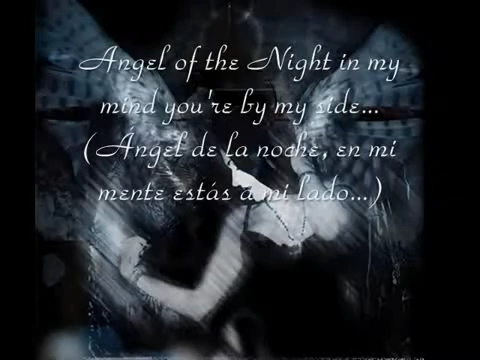 Angel of the Night in my
mind you're by my side...
(Ángel de la noche, en mi
mente estás a mi lado...)